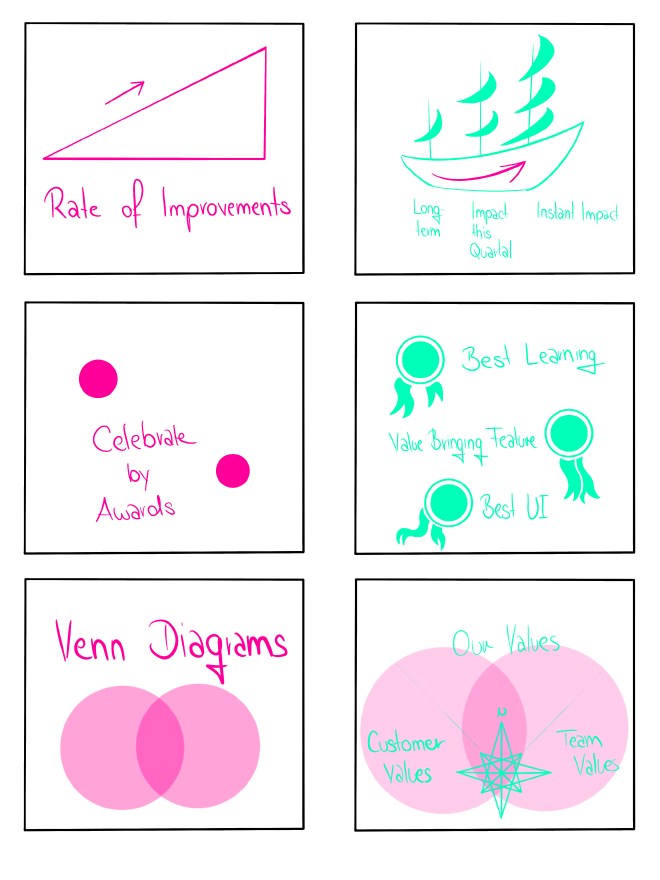 Rate of Improvements
Long-
term
Impact
this
Quartal
Instant Impact
Celebrate
by
Awards
Best Learning
Value Bringing Feature
Best UI
Venn Diagrams
Our Values
N
Customer
Values
Team
Values